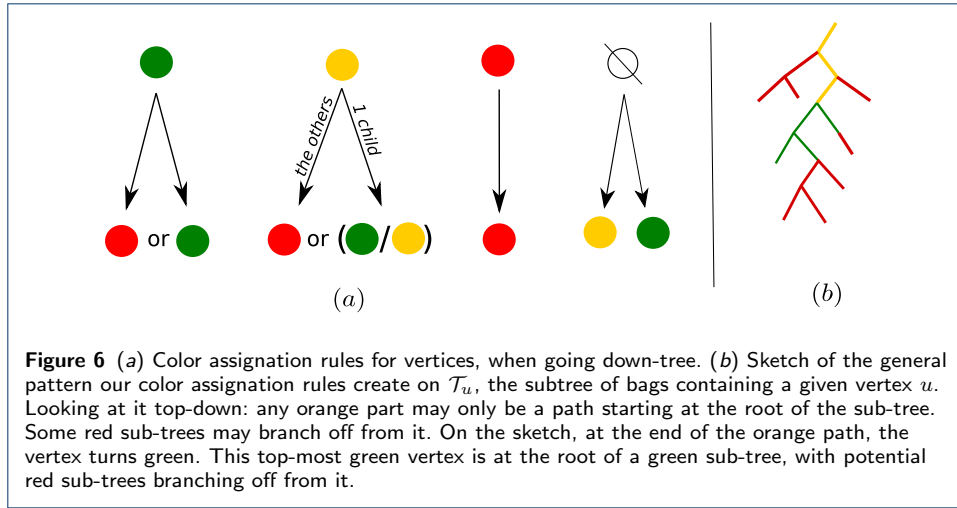 the others
1 child
or
or (/)
(a)
(b)
Figure 6 (a) Color assignation rules for vertices, when going down-tree. (b) Sketch of the general
pattern our color assignation rules create on 𝒯ᵤ, the subtree of bags containing a given vertex u.
Looking at it top-down: any orange part may only be a path starting at the root of the sub-tree.
Some red sub-trees may branch off from it. On the sketch, at the end of the orange path, the
vertex turns green. This top-most green vertex is at the root of a green sub-tree, with potential
red sub-trees branching off from it.